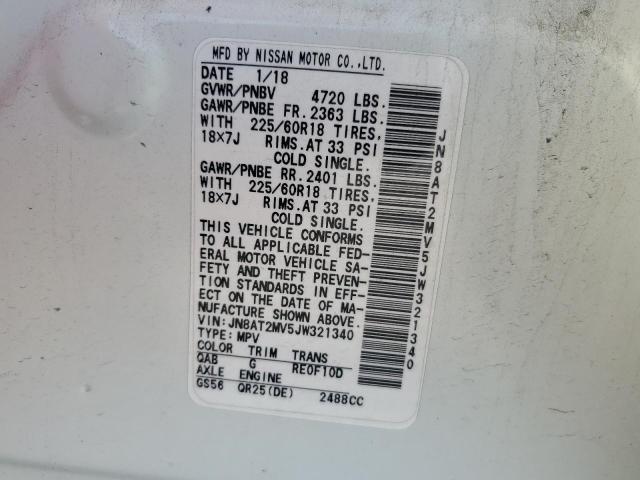 MFD BY NISSAN MOTOR CO.,LTD.
DATE 1/18
GVWR/PNBV 4720 LBS.
GAWR/PNBE FR. 2363 LBS.
WITH 225/60R18 TIRES,
18X7J RIMS.AT 33 PSI
COLD SINGLE.
GAWR/PNBE RR. 2401 LBS.
WITH 225/60R18 TIRES,
18X7J RIMS.AT 33 PSI
COLD SINGLE.
THIS VEHICLE CONFORMS
TO ALL APPLICABLE FED-
ERAL MOTOR VEHICLE SA-
FETY AND THEFT PREVEN-
TION STANDARDS IN EFF-
ECT ON THE DATE OF MA-
NUFACTURE SHOWN ABOVE.
VIN:JN8AT2MV5JW321340
TYPE: MPV
COLOR TRIM TRANS
QAB G RE0F10D
AXLE ENGINE
GS56 QR25(DE) 2488CC
JN8AT2MV5JW321340